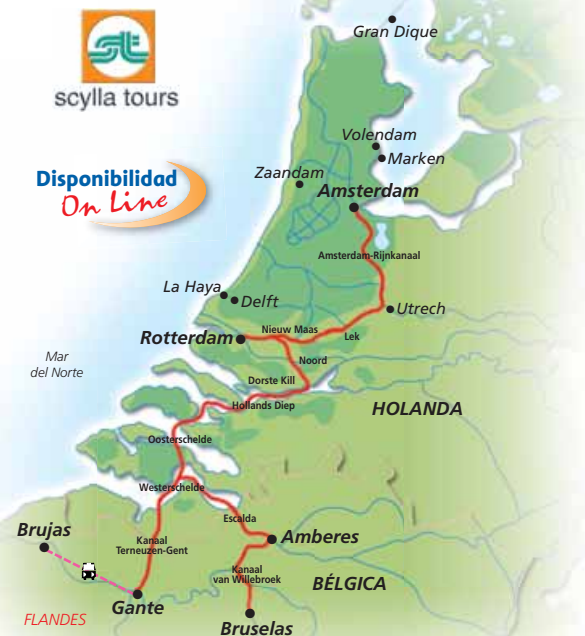 Gran Dique
scylla tours
Volendam
Marken
Zaandam
Disponibilidad
On Line
Amsterdam
Amsterdam-Rijnkanaal
La Haya
Delft
Utrech
Nieuw Maas
Rotterdam
Lek
Mar
del Norte
Noord
Dorste Kill
Hollands Diep
HOLANDA
Oosterschelde
Westerschelde
Escalda
Brujas
Amberes
Kanaal
Terneuzen-Gent
Kanaal
van Willebroek
BÉLGICA
Gante
FLANDES
Bruselas